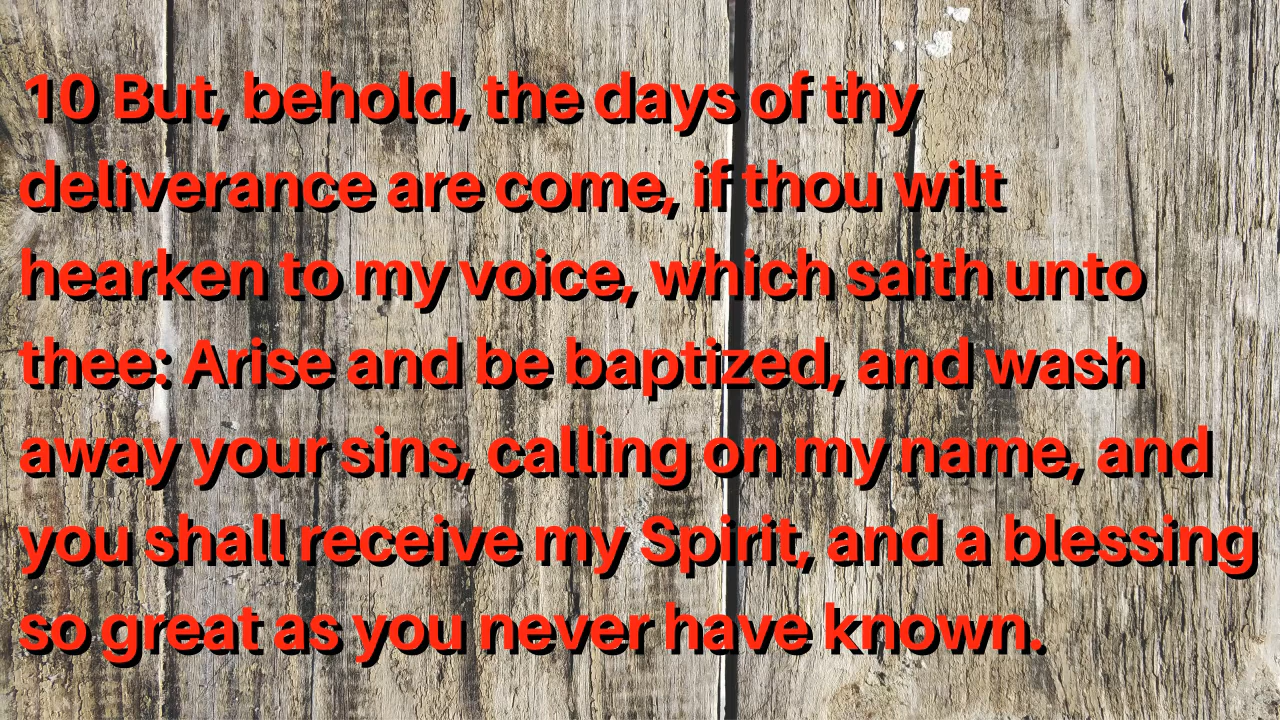 10 But, behold, the days of thy
deliverance are come, if thou wilt
hearken to my voice, which saith unto
thee: Arise and be baptized, and wash
away your sins, calling on my name, and
you shall receive my Spirit, and a blessing
so great as you never have known.